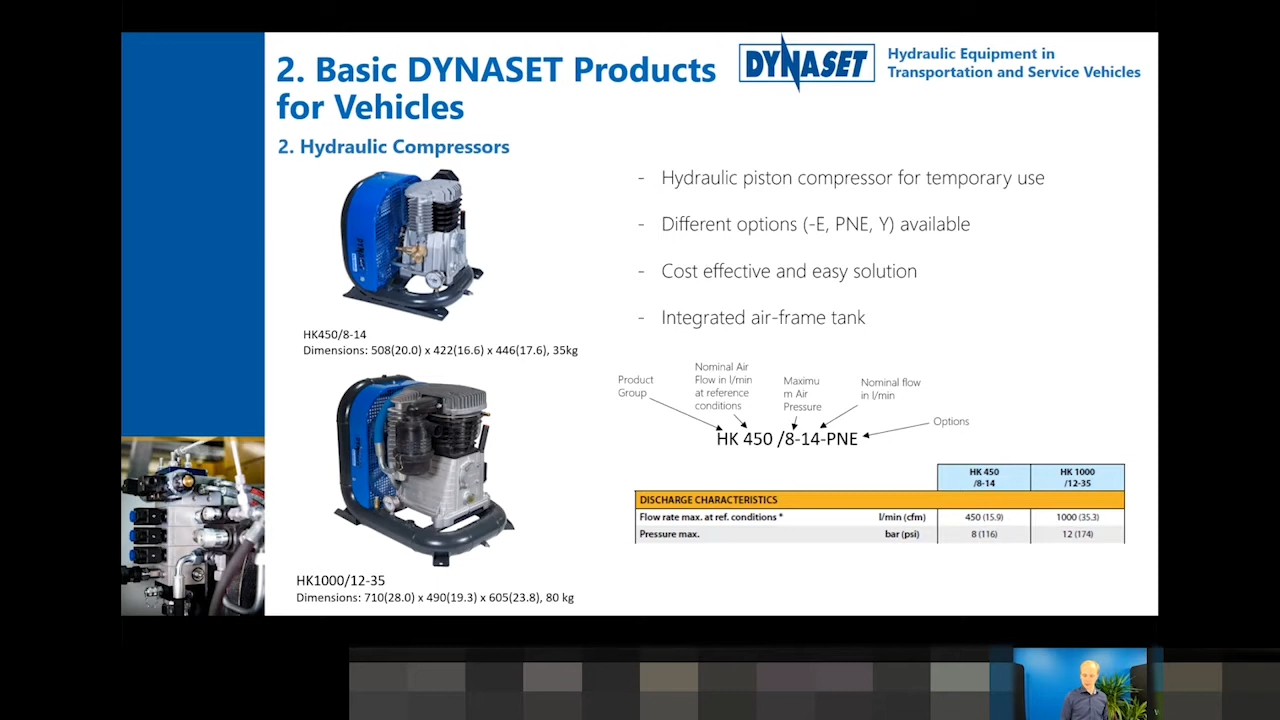 2. Basic DYNASET Products
for Vehicles
DYNASET
Hydraulic Equipment in
Transportation and Service Vehicles
2. Hydraulic Compressors
- Hydraulic piston compressor for temporary use
- Different options (-E, PNE, Y) available
- Cost effective and easy solution
- Integrated air-frame tank
HK450/8-14
Dimensions: 508(20.0) x 422(16.6) x 446(17.6), 35kg
Product
Group
Nominal Air
Flow in l/min
at reference
conditions
Maximu
m Air
Pressure
Nominal flow
in l/min
Options
HK 450 /8-14-PNE
HK 450
/8-14
HK 1000
/12-35
DISCHARGE CHARACTERISTICS
Flow rate max. at ref. conditions * l/min (cfm) 450 (15.9) 1000 (35.3)
Pressure max. bar (psi) 8 (116) 12 (174)
HK1000/12-35
Dimensions: 710(28.0) x 490(19.3) x 605(23.8), 80 kg